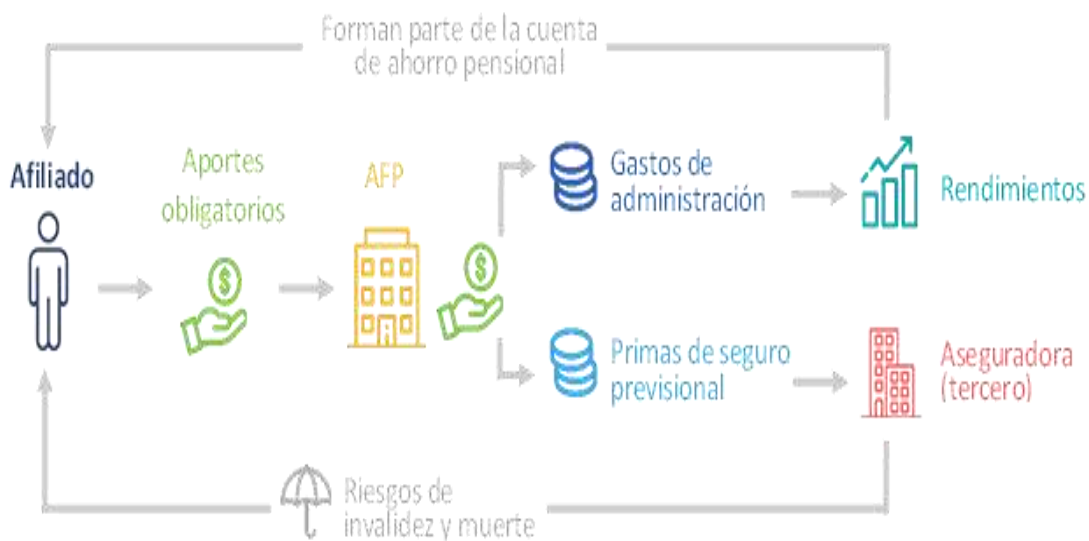 Forman parte de la cuenta
de ahorro pensional
Afiliado
Aportes
obligatorios
AFP
Gastos de
administración
Rendimientos
Primas de seguro
previsional
Aseguradora
(tercero)
Riesgos de
invalidez y muerte